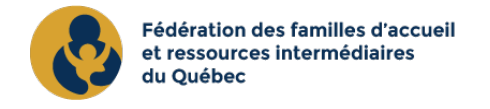 Fédération des familles d'accueil
et ressources intermédiaires
du Québec